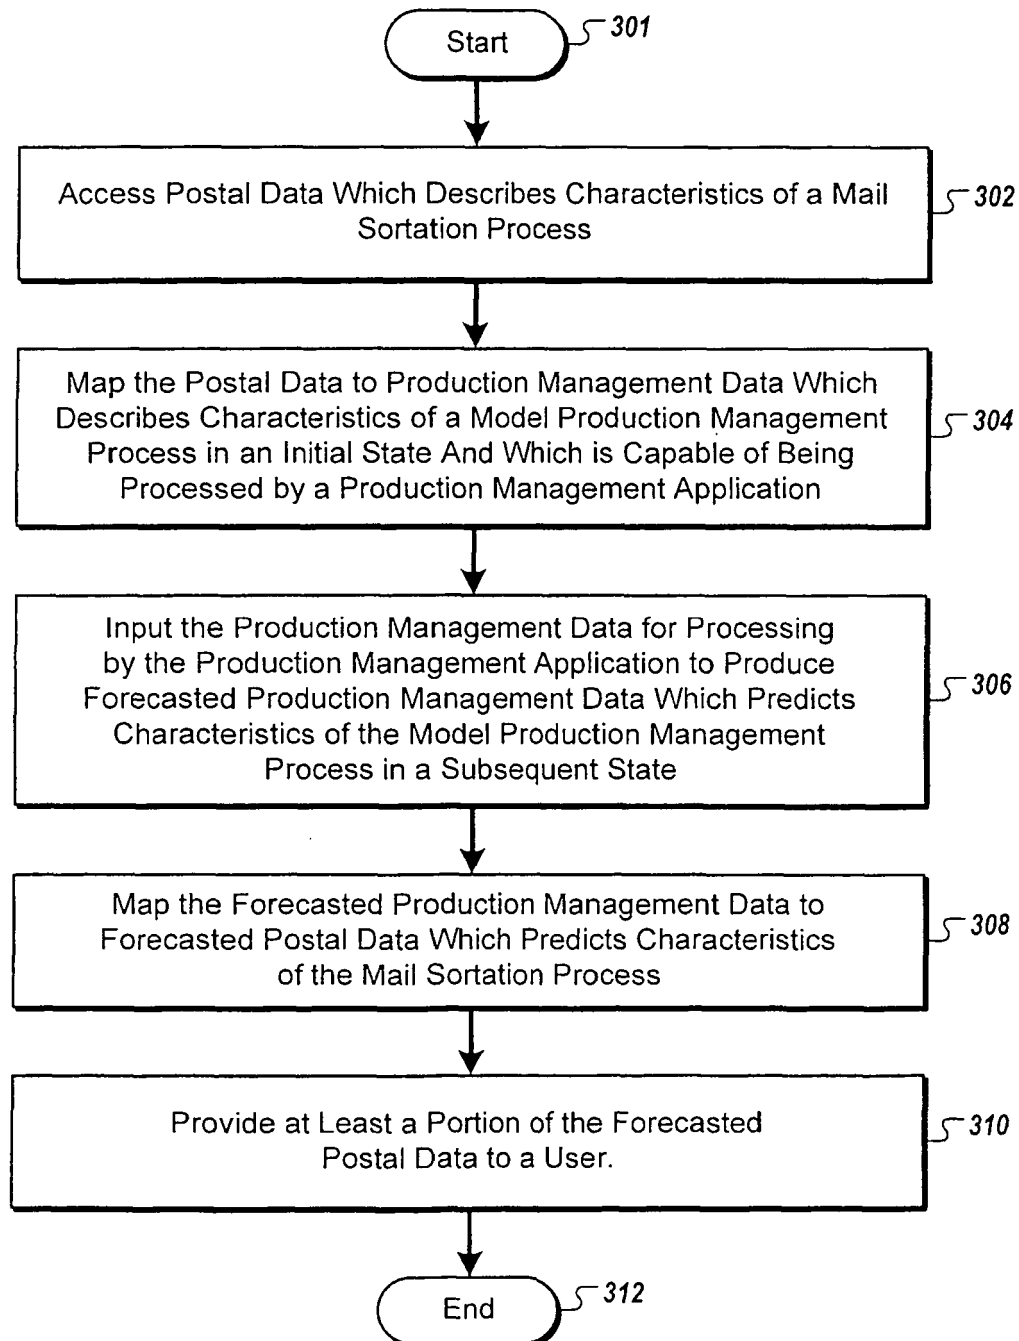 Start
301
Access Postal Data Which Describes Characteristics of a Mail
Sortation Process
302
Map the Postal Data to Production Management Data Which
Describes Characteristics of a Model Production Management
Process in an Initial State And Which is Capable of Being
Processed by a Production Management Application
304
Input the Production Management Data for Processing
by the Production Management Application to Produce
Forecasted Production Management Data Which Predicts
Characteristics of the Model Production Management
Process in a Subsequent State
306
Map the Forecasted Production Management Data to
Forecasted Postal Data Which Predicts Characteristics
of the Mail Sortation Process
308
Provide at Least a Portion of the Forecasted
Postal Data to a User.
310
End
312